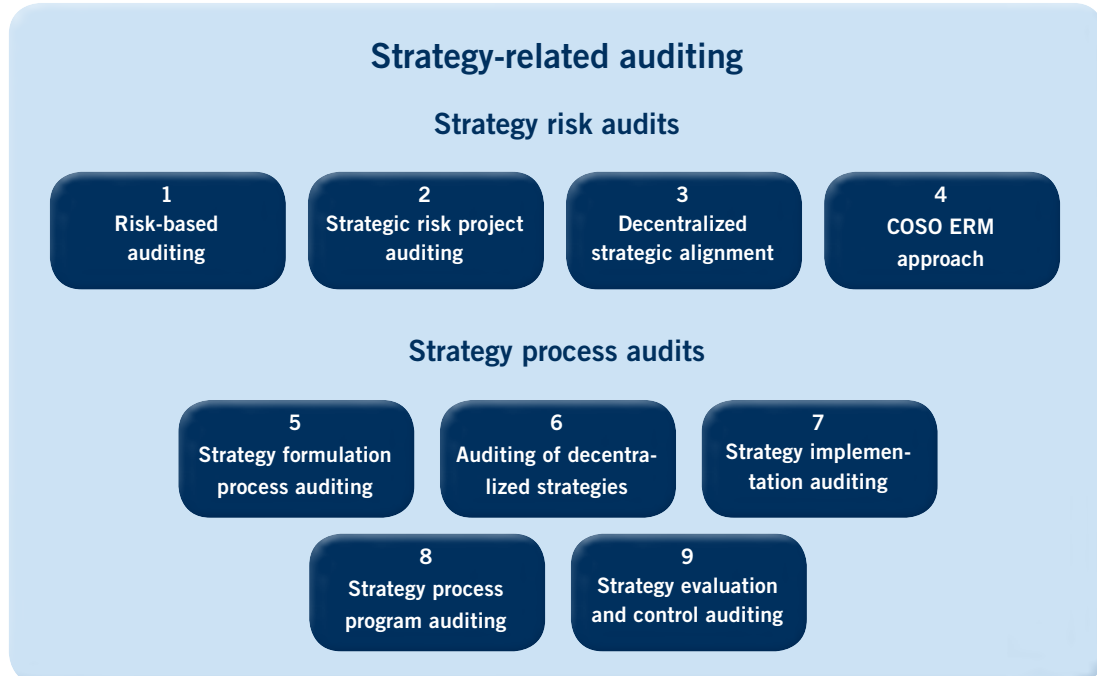 Strategy-related auditing
Strategy risk audits
1
Risk-based
auditing
2
Strategic risk project
auditing
3
Decentralized
strategic alignment
4
COSO ERM
approach
Strategy process audits
5
Strategy formulation
process auditing
6
Auditing of decentra-
lized strategies
7
Strategy implemen-
tation auditing
8
Strategy process
program auditing
9
Strategy evaluation
and control auditing